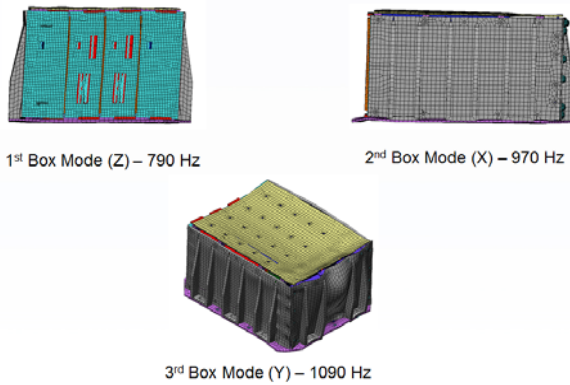 1st Box Mode (Z) – 790 Hz
2nd Box Mode (X) – 970 Hz
3rd Box Mode (Y) – 1090 Hz